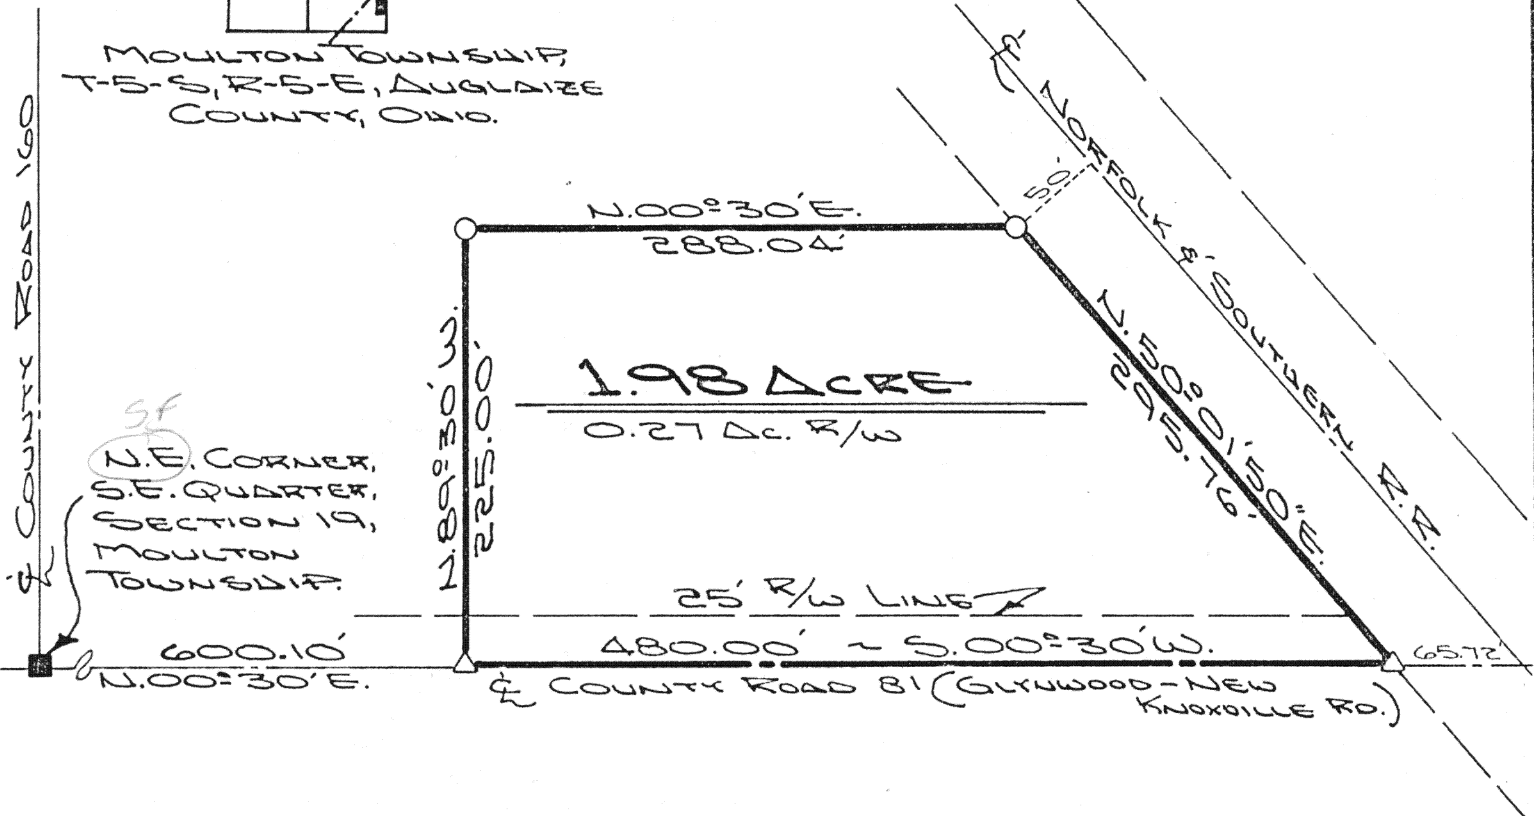 MOULTON TOWNSHIP,
T-5-S, R-5-E, AUGLAIZE
COUNTY, OHIO.
℄ COUNTY ROAD 160
N.00°30'E.
288.04'
50'
NORFOLK & SOUTHERN R.R.
N.89°30'W.
225.00'
1.98 ACRE
0.27 AC. R/W
N.50°01'50"E.
295.76'
SE
N.E. CORNER,
S.E. QUARTER,
SECTION 19,
MOULTON
TOWNSHIP.
25' R/W LINE
600.10'
N.00°30'E.
480.00' ~ S.00°30'W.
65.72'
℄ COUNTY ROAD 81 (GLYNWOOD-NEW
KNOXVILLE RD.)